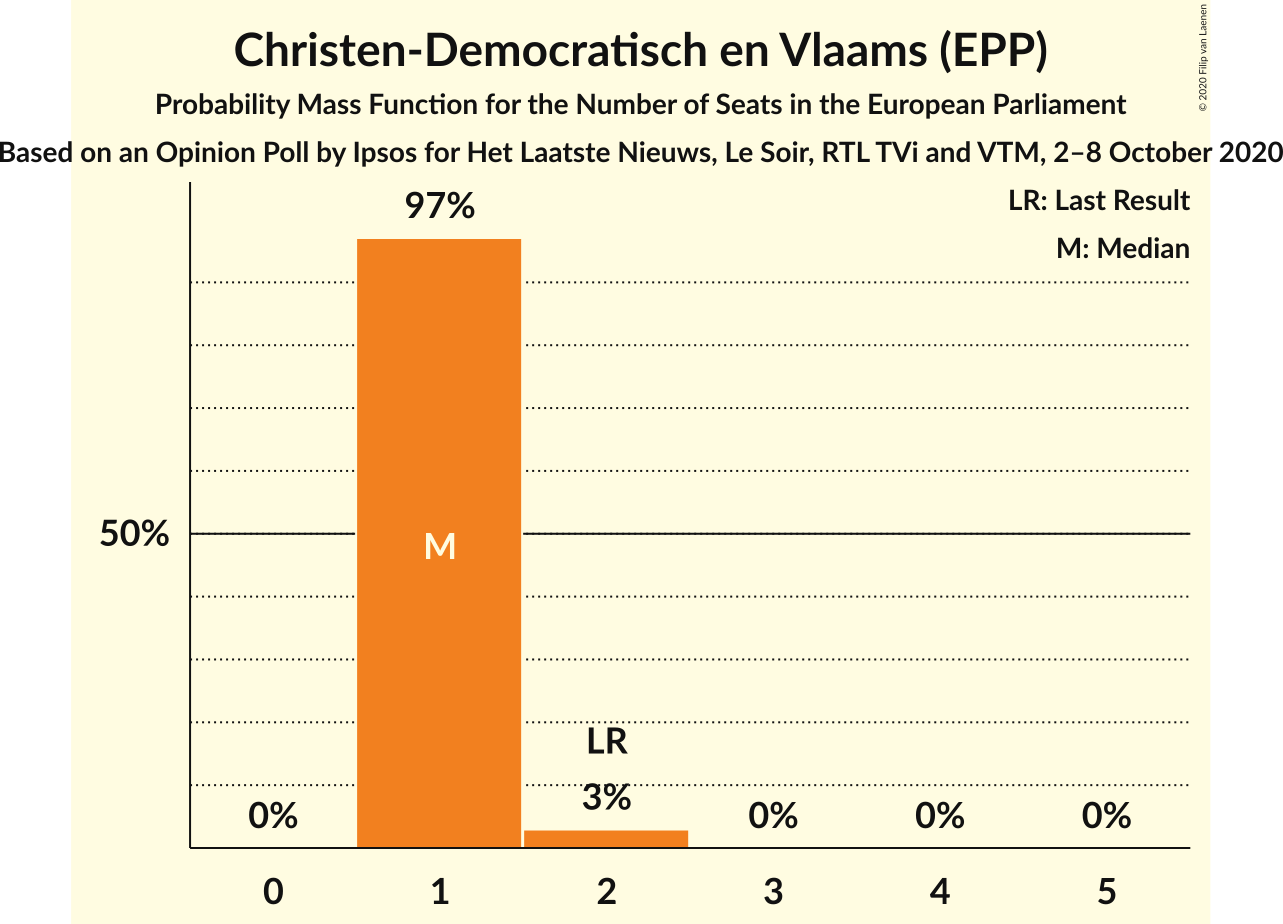 Christen-Democratisch en Vlaams (EPP)
Probability Mass Function for the Number of Seats in the European Parliament
Based on an Opinion Poll by Ipsos for Het Laatste Nieuws, Le Soir, RTL TVi and VTM, 2–8 October 2020
© 2020 Filip van Laenen
LR: Last Result
M: Median
97%
50%
M
LR
0%
3%
0%
0%
0%
0
1
2
3
4
5